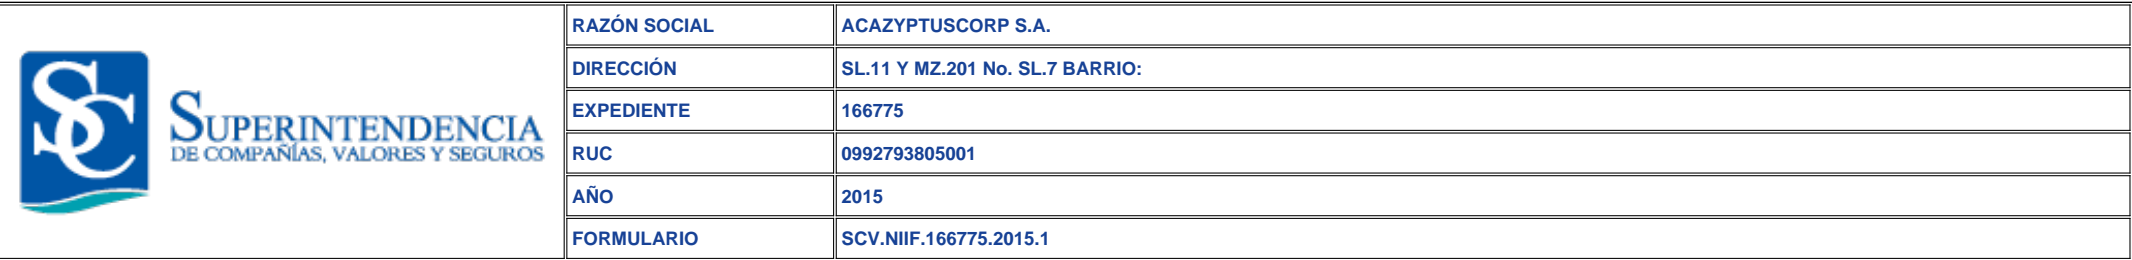 SC
SUPERINTENDENCIA
DE COMPAÑÍAS, VALORES Y SEGUROS
RAZÓN SOCIAL ACAZYPTUSCORP S.A.
DIRECCIÓN SL.11 Y MZ.201 No. SL.7 BARRIO:
EXPEDIENTE 166775
RUC 0992793805001
AÑO 2015
FORMULARIO SCV.NIIF.166775.2015.1